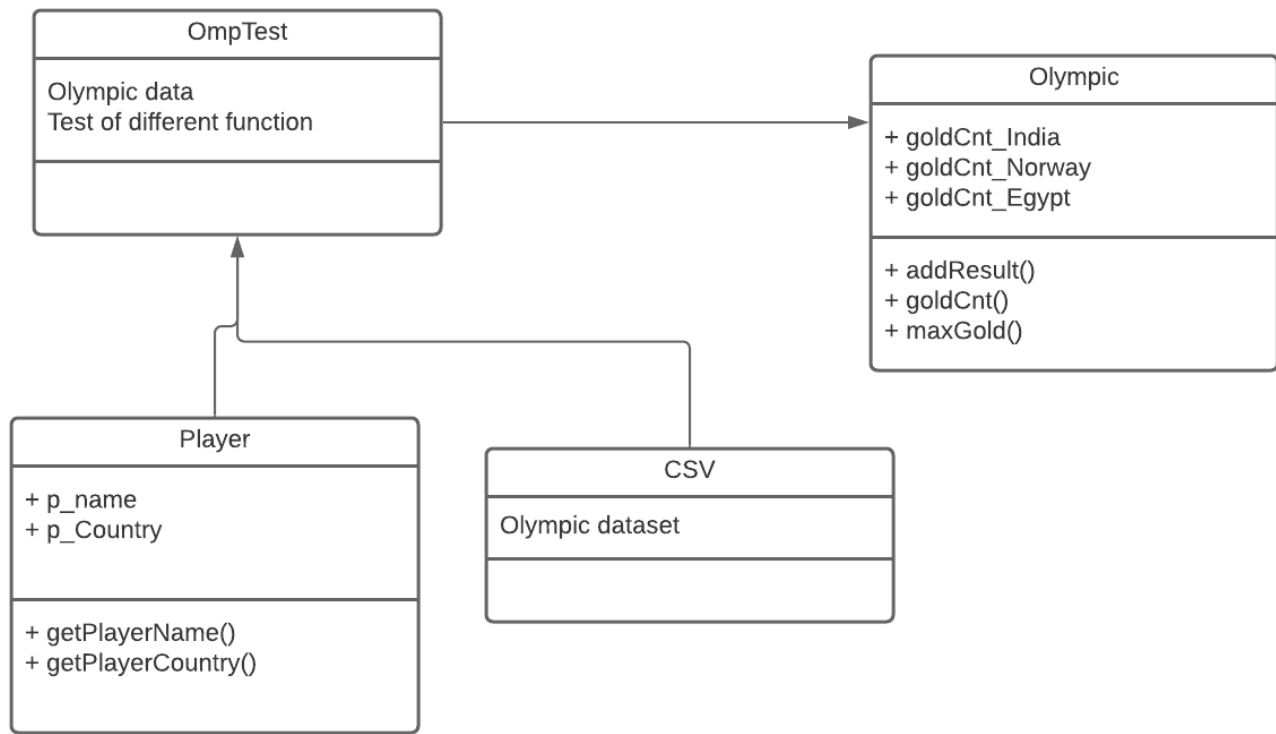 OmpTest
Olympic data
Test of different function
Olympic
+ goldCnt_India
+ goldCnt_Norway
+ goldCnt_Egypt
+ addResult()
+ goldCnt()
+ maxGold()
Player
+ p_name
+ p_Country
+ getPlayerName()
+ getPlayerCountry()
CSV
Olympic dataset